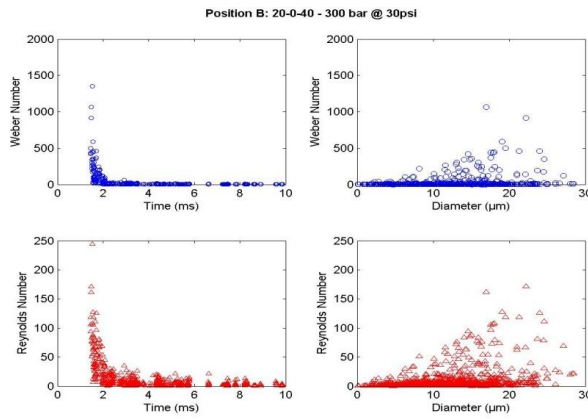 Position B: 20-0-40 - 300 bar @ 30psi
Weber Number
2000
1500
1000
500
0
0 2 4 6 8 10
Time (ms)
Weber Number
2000
1500
1000
500
0
0 10 20 30
Diameter (µm)
Reynolds Number
250
200
150
100
50
0
0 2 4 6 8 10
Time (ms)
Reynolds Number
250
200
150
100
50
0
0 10 20 30
Diameter (µm)